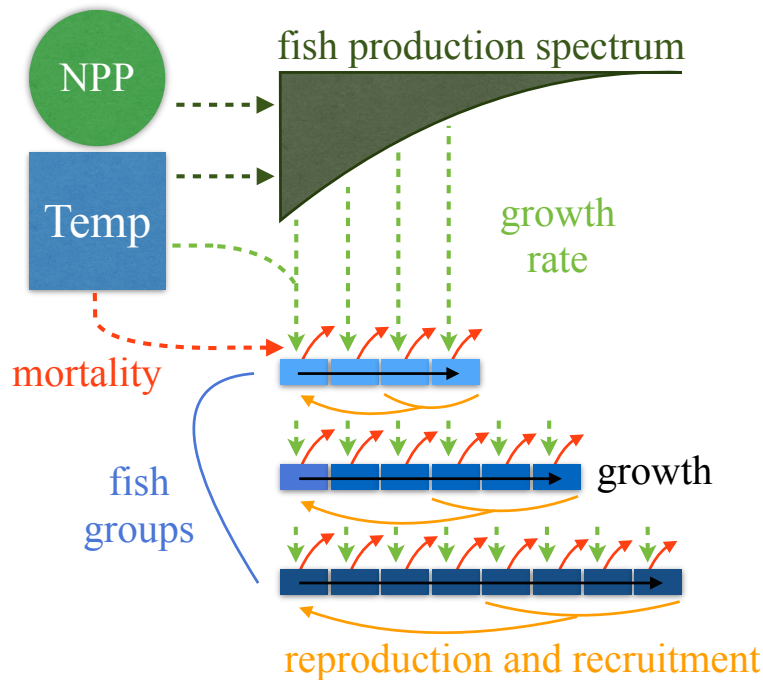 fish production spectrum
NPP
Temp
growth
rate
mortality
fish
groups
growth
reproduction and recruitment